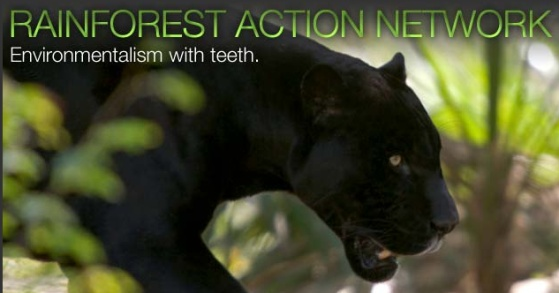 RAINFOREST ACTION NETWORK
Environmentalism with teeth.